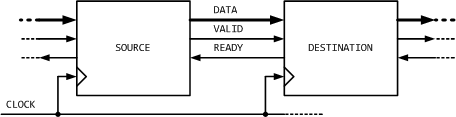 DATA
VALID
SOURCE
READY
DESTINATION
CLOCK